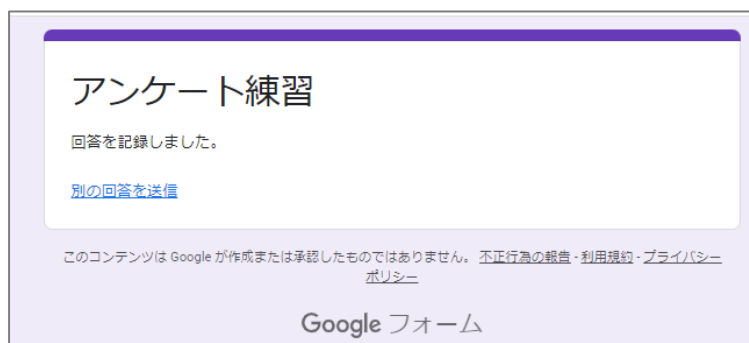 アンケート練習
回答を記録しました。
別の回答を送信
このコンテンツは Google が作成または承認したものではありません。 不正行為の報告 - 利用規約 - プライバシー
ポリシー
Google フォーム